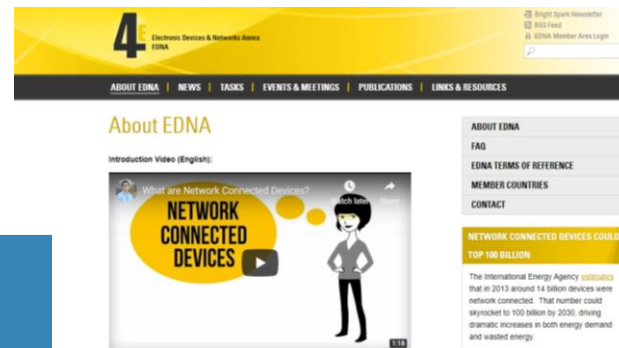 4E
Electronic Devices & Networks Annex
EDNA
Bright Spark Newsletter
RSS Feed
EDNA Member Area Login
ABOUT EDNA | NEWS | TASKS | EVENTS & MEETINGS | PUBLICATIONS | LINKS & RESOURCES
About EDNA
Introduction Video (English):
What are Network Connected Devices?
Watch later
Share
NETWORK
CONNECTED
DEVICES
1:18
ABOUT EDNA
FAQ
EDNA TERMS OF REFERENCE
MEMBER COUNTRIES
CONTACT
NETWORK CONNECTED DEVICES COULD
TOP 100 BILLION
The International Energy Agency estimates
that in 2013 around 14 billion devices were
network connected. That number could
skyrocket to 100 billion by 2030, driving
dramatic increases in both energy demand
and wasted energy.